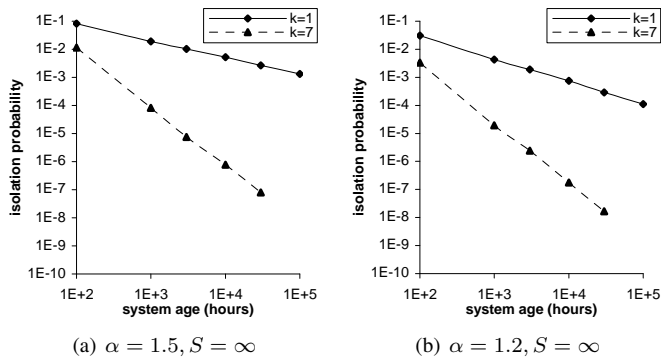 k=1
k=7
1E-1
1E-2
1E-3
1E-4
1E-5
1E-6
1E-7
1E-8
1E-9
1E-10
isolation probability
1E+2
1E+3
1E+4
1E+5
system age (hours)
(a) α = 1.5, S = ∞
k=1
k=7
1E-1
1E-2
1E-3
1E-4
1E-5
1E-6
1E-7
1E-8
1E-9
1E-10
isolation probability
1E+2
1E+3
1E+4
1E+5
system age (hours)
(b) α = 1.2, S = ∞